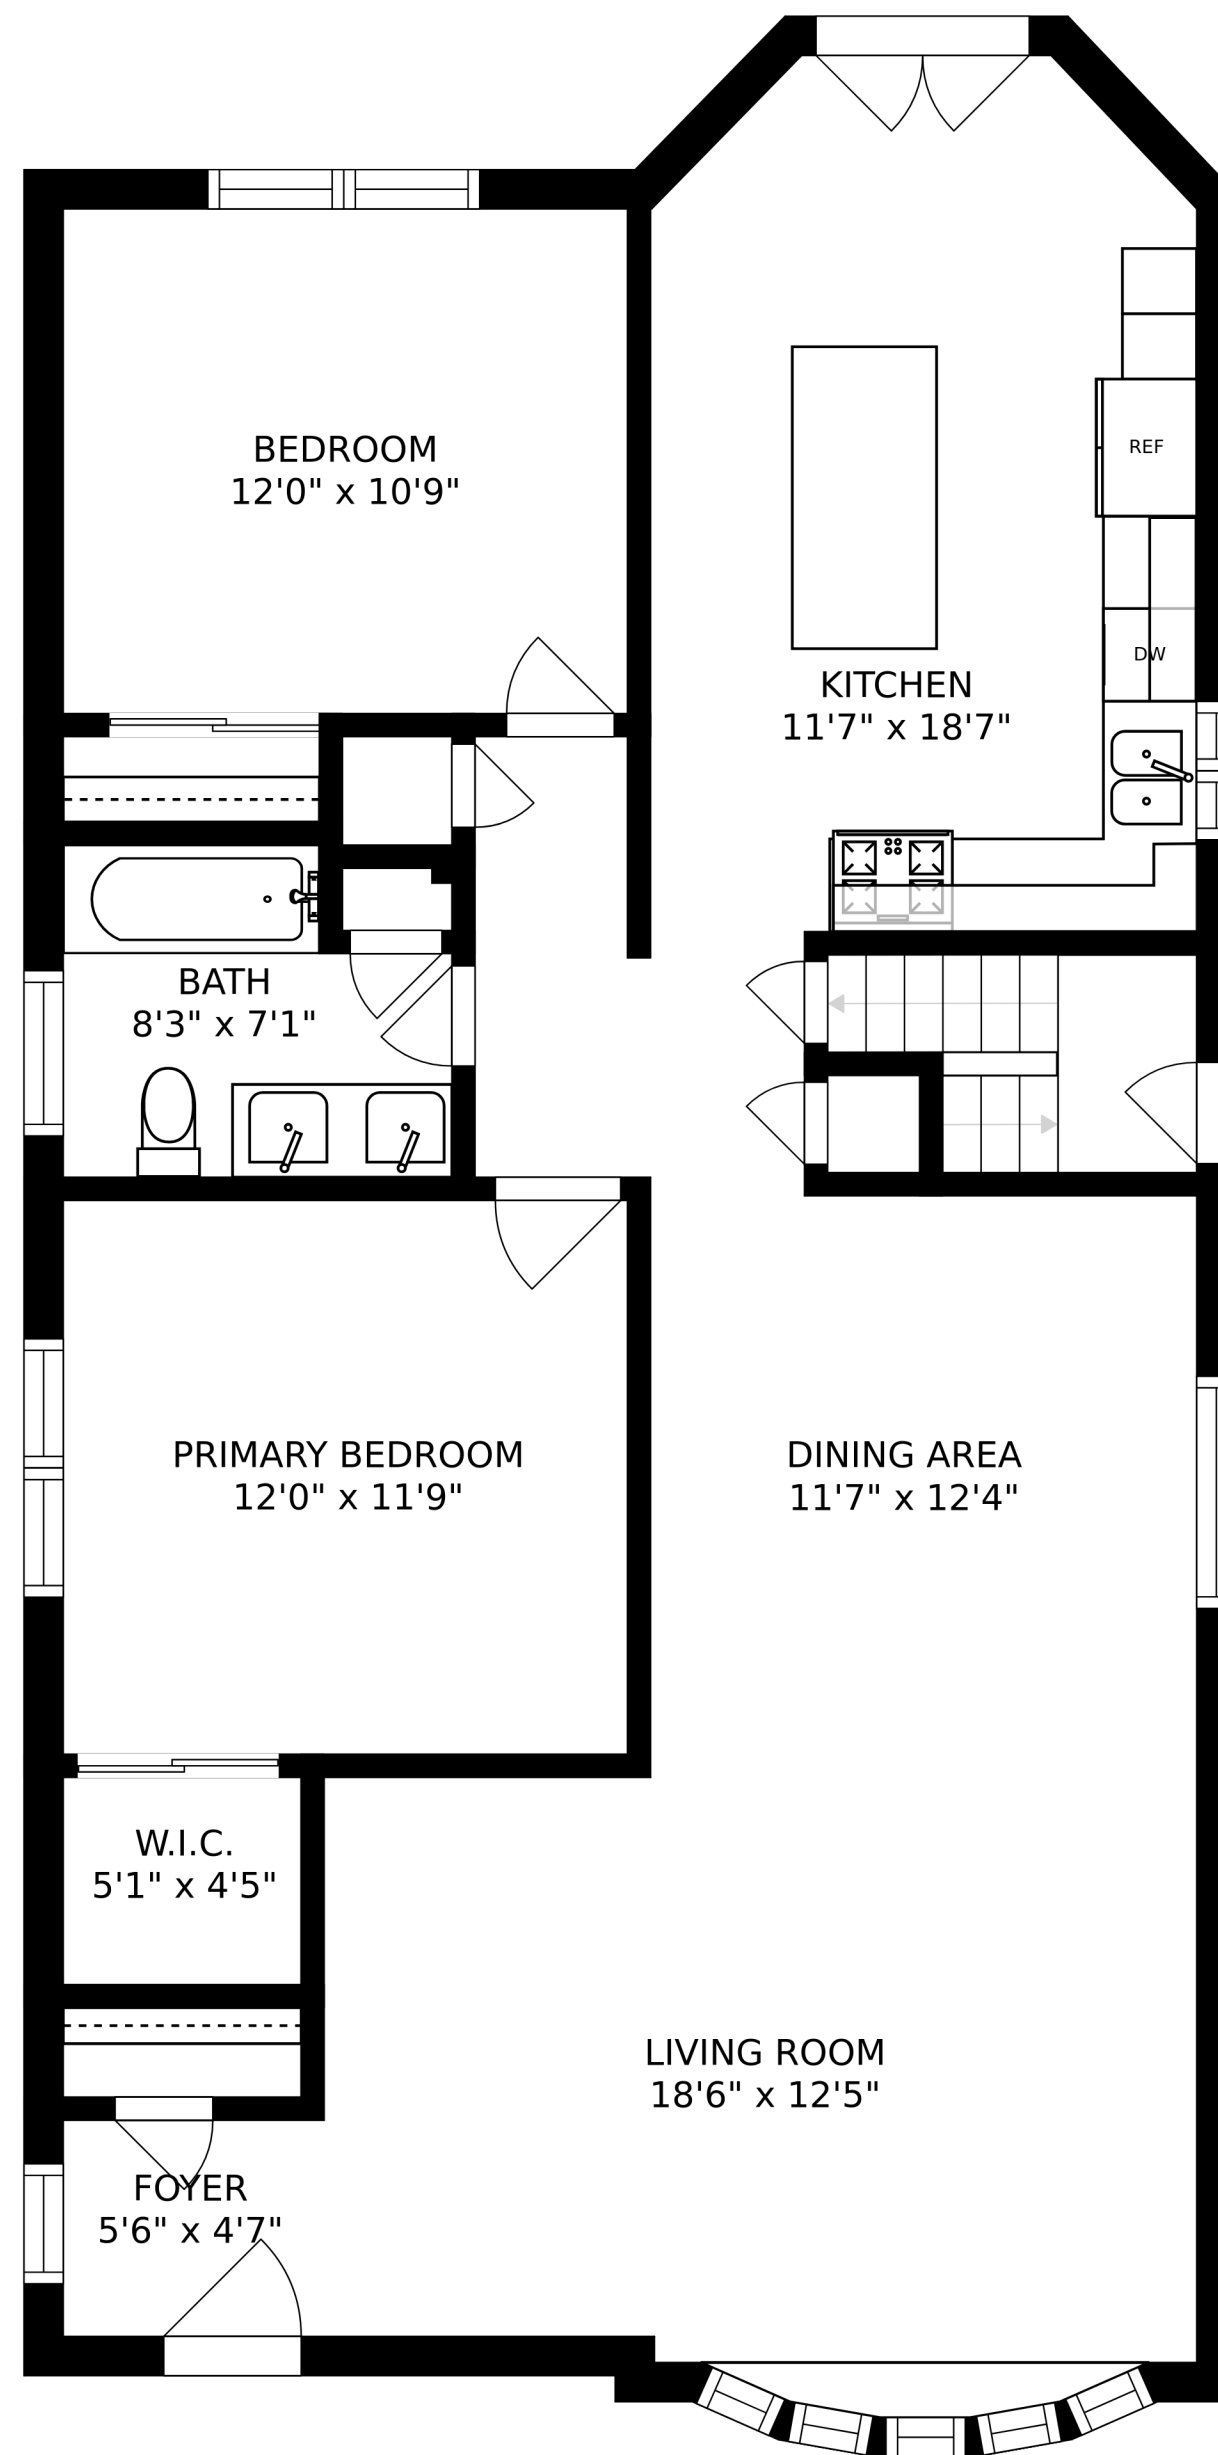 BEDROOM
12'0" x 10'9"
REF
DW
KITCHEN
11'7" x 18'7"
BATH
8'3" x 7'1"
PRIMARY BEDROOM
12'0" x 11'9"
DINING AREA
11'7" x 12'4"
W.I.C.
5'1" x 4'5"
LIVING ROOM
18'6" x 12'5"
FOYER
5'6" x 4'7"